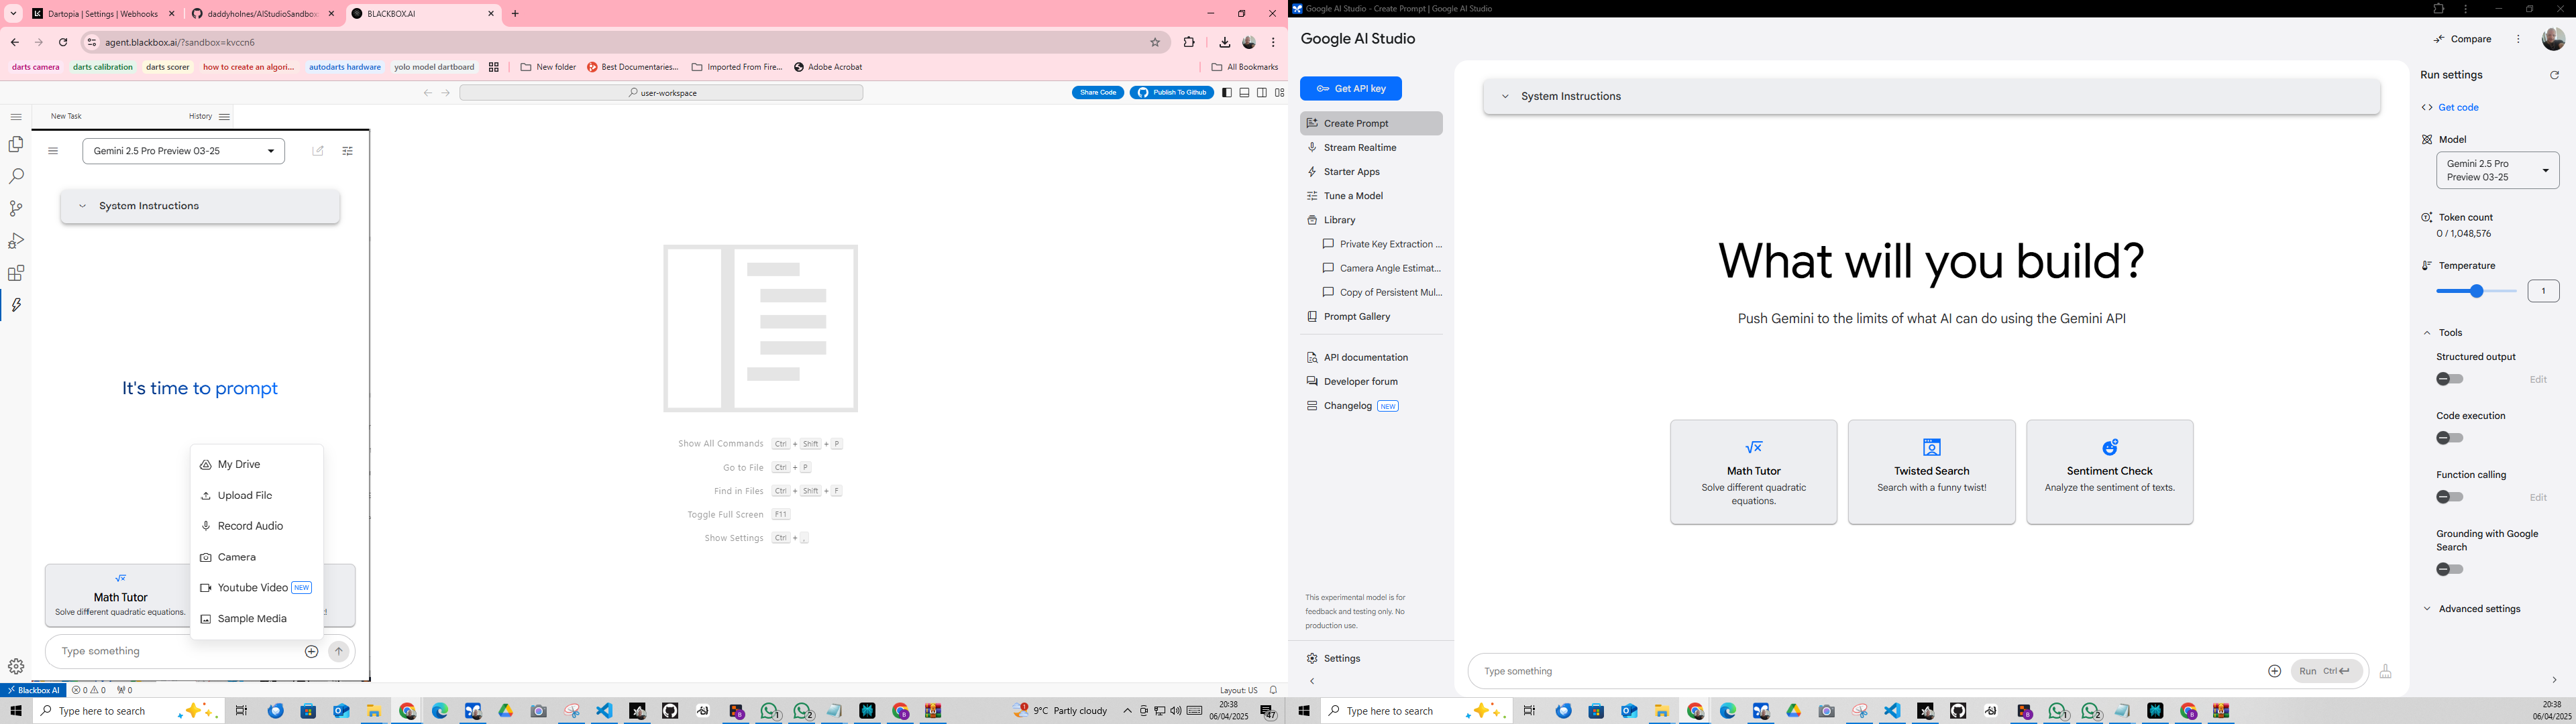 Dartopia | Settings | Webhooks
daddyholnes/AIStudioSandbox
BLACKBOX.AI
agent.blackbox.ai/?sandbox=kvccn6
darts camera
darts calibration
darts scorer
how to create an algori...
autodarts hardware
yolo model dartboard
New folder
Best Documentaries...
Imported From Fire...
Adobe Acrobat
All Bookmarks
user-workspace
Share Code
Publish To Github
New Task
History
Gemini 2.5 Pro Preview 03-25
System Instructions
It's time to prompt
My Drive
Upload File
Record Audio
Camera
Youtube Video NEW
Sample Media
Math Tutor
Solve different quadratic equations.
Type something
Show All Commands Ctrl + Shift + P
Go to File Ctrl + P
Find in Files Ctrl + Shift + F
Toggle Full Screen F11
Show Settings Ctrl + ,
Blackbox AI
0 0
0
Layout: US
Type here to search
9°C Partly cloudy
20:38
06/04/2025
47
Google AI Studio - Create Prompt | Google AI Studio
Google AI Studio
Compare
Get API key
Create Prompt
Stream Realtime
Starter Apps
Tune a Model
Library
Private Key Extraction ...
Camera Angle Estimat...
Copy of Persistent Mul...
Prompt Gallery
API documentation
Developer forum
Changelog NEW
This experimental model is for
feedback and testing only. No
production use.
Settings
System Instructions
What will you build?
Push Gemini to the limits of what AI can do using the Gemini API
Math Tutor
Solve different quadratic
equations.
Twisted Search
Search with a funny twist!
Sentiment Check
Analyze the sentiment of texts.
Type something
Run Ctrl
Run settings
Get code
Model
Gemini 2.5 Pro
Preview 03-25
Token count
0 / 1,048,576
Temperature
1
Tools
Structured output
Edit
Code execution
Function calling
Edit
Grounding with Google
Search
Advanced settings
Type here to search
20:38
06/04/2025